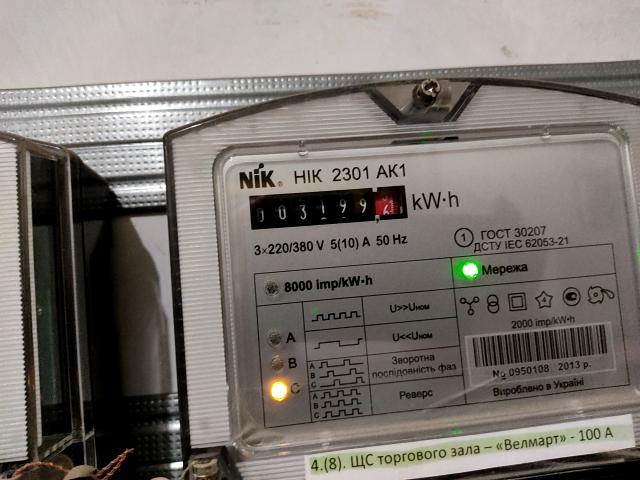 NiK® НІК 2301 АК1
003199 2 kW·h
3×220/380 V 5(10) A 50 Hz
1 ГОСТ 30207
ДСТУ IEC 62053-21
8000 imp/kW·h
Мережа
U>>Uном
A
U<<Uном
B
A
B
C
Зворотна
послідовність фаз
C
A
B
C
Реверс
2000 imp/kW·h
№ 0950108 2013 р.
Вироблено в Україні
4.(8). ЩС торгового зала – «Велмарт» - 100 А